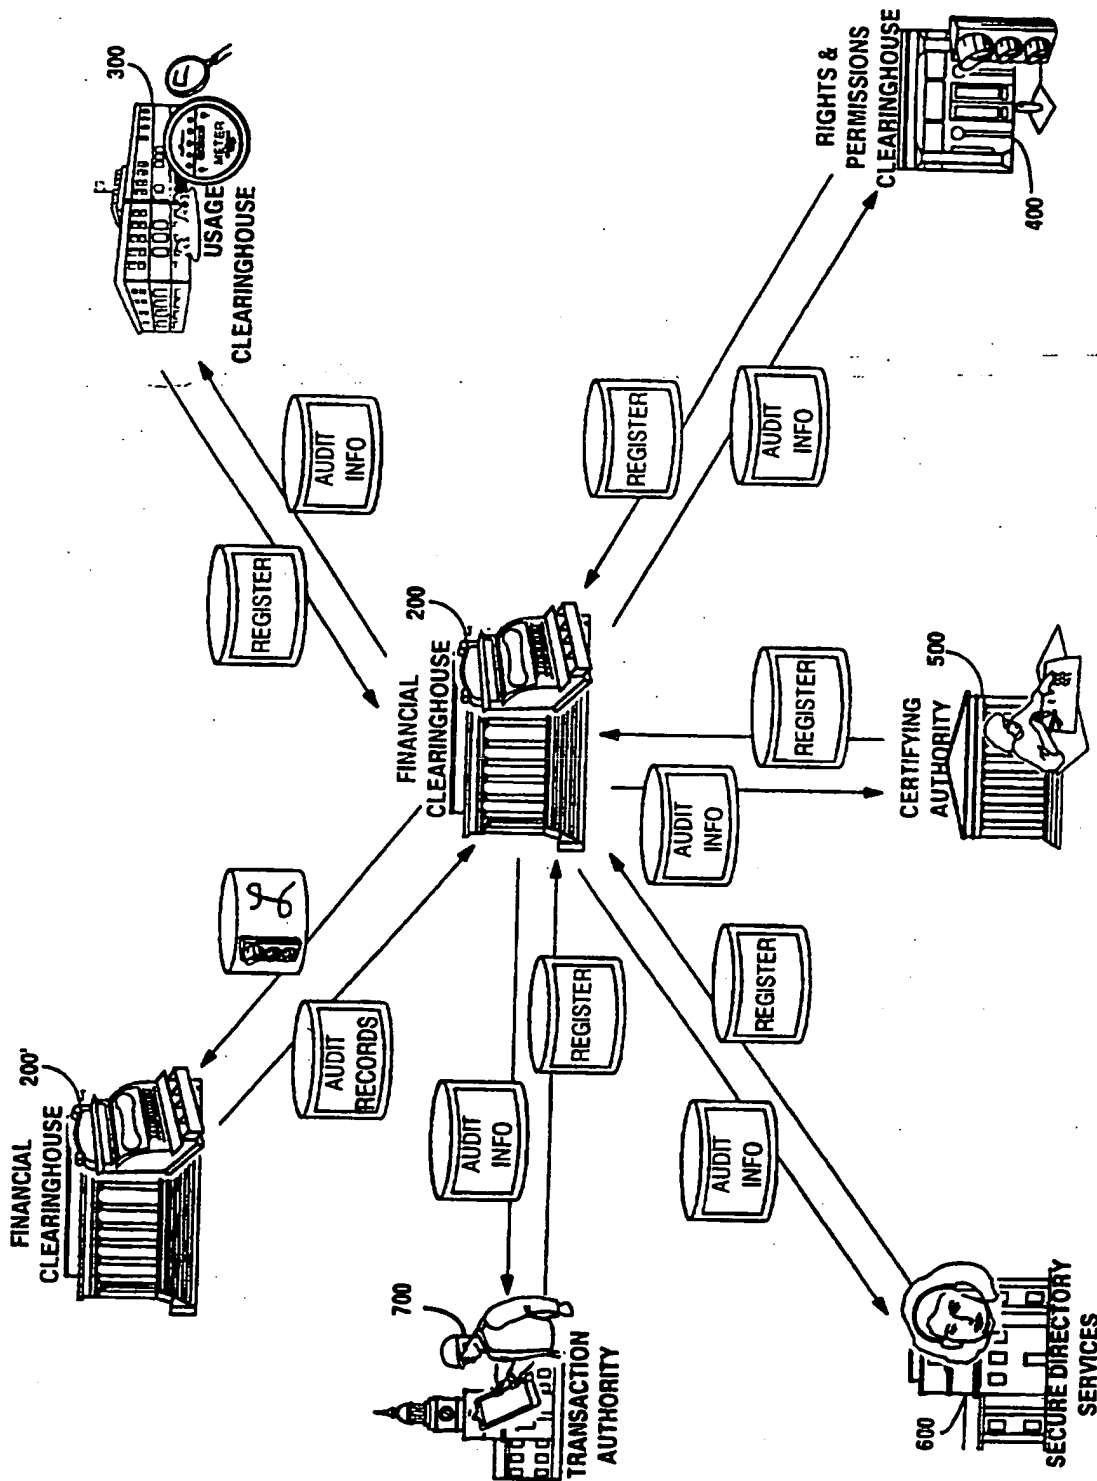 FINANCIAL
CLEARINGHOUSE
200'
300
USAGE
CLEARINGHOUSE
METER
AUDIT
INFO
REGISTER
AUDIT
RECORDS
FINANCIAL
CLEARINGHOUSE
200
REGISTER
AUDIT
INFO
RIGHTS &
PERMISSIONS
CLEARINGHOUSE
400
700
TRANSACTION
AUTHORITY
AUDIT
INFO
REGISTER
AUDIT
INFO
REGISTER
CERTIFYING
AUTHORITY
500
AUDIT
INFO
REGISTER
600
SECURE DIRECTORY
SERVICES